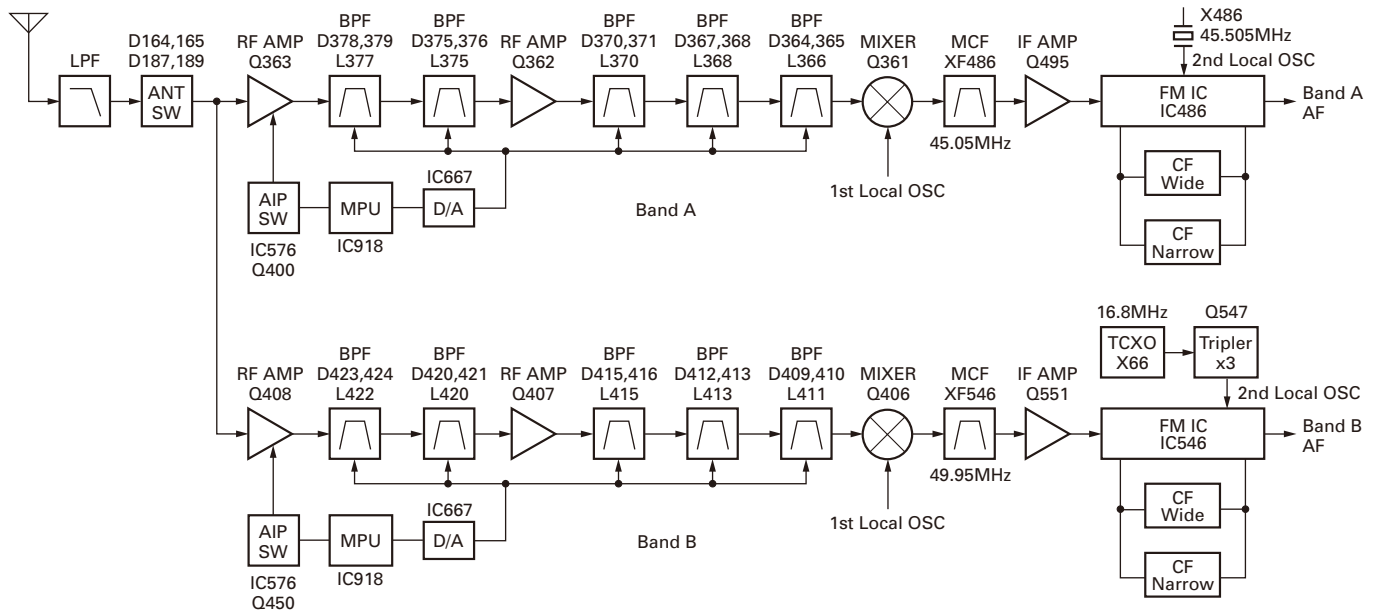 BPF
BPF
BPF
BPF
BPF
X486
D164,165
RF AMP
D378,379
D375,376
RF AMP
D370,371
D367,368
D364,365
MIXER
MCF
IF AMP
45.505MHz
LPF
D187,189
Q363
L377
L375
Q362
L370
L368
L366
Q361
XF486
Q495
2nd Local OSC
ANT
SW
FM IC
IC486
Band A
AF
45.05MHz
IC667
1st Local OSC
CF
Wide
AIP
SW
MPU
D/A
Band A
IC576
Q400
IC918
CF
Narrow
16.8MHz
Q547
BPF
BPF
BPF
BPF
BPF
TCXO
X66
Tripler
x3
RF AMP
D423,424
D420,421
RF AMP
D415,416
D412,413
D409,410
MIXER
MCF
IF AMP
Q408
L422
L420
Q407
L415
L413
L411
Q406
XF546
Q551
2nd Local OSC
FM IC
IC546
Band B
AF
49.95MHz
IC667
1st Local OSC
CF
Wide
AIP
SW
MPU
D/A
Band B
IC576
Q450
IC918
CF
Narrow